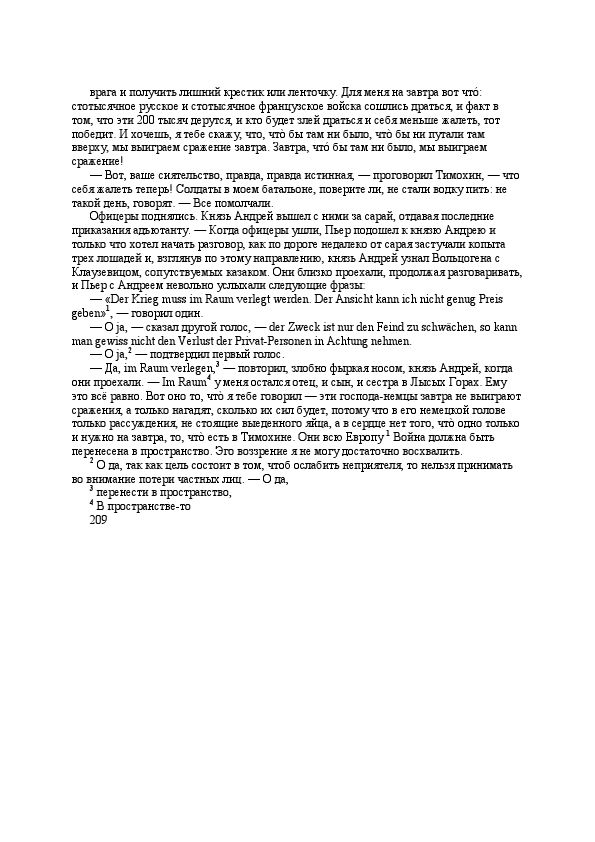 врага и получить лишний крестик или ленточку. Для меня на завтра вот что́:
стотысячное русское и стотысячное французское войска сошлись драться, и факт в
том, что эти 200 тысяч дерутся, и кто будет злей драться и себя меньше жалеть, тот
победит. И хочешь, я тебе скажу, что, что̀ бы там ни было, что̀ бы ни путали там
вверху, мы выиграем сражение завтра. Завтра, что̀ бы там ни было, мы выиграем
сражение!
— Вот, ваше сиятельство, правда, правда истинная, — проговорил Тимохин, — что
себя жалеть теперь! Солдаты в моем батальоне, поверите ли, не стали водку пить: не
такой день, говорят. — Все помолчали.
Офицеры поднялись. Князь Андрей вышел с ними за сарай, отдавая последние
приказания адъютанту. — Когда офицеры ушли, Пьер подошел к князю Андрею и
только что хотел начать разговор, как по дороге недалеко от сарая застучали копыта
трех лошадей и, взглянув по этому направлению, князь Андрей узнал Вольцогена с
Клаузевицом, сопутствуемых казаком. Они близко проехали, продолжая разговаривать,
и Пьер с Андреем невольно услыхали следующие фразы:
— «Der Krieg muss im Raum verlegt werden. Der Ansicht kann ich nicht genug Preis
geben»¹, — говорил один.
— O ja, — сказал другой голос, — der Zweck ist nur den Feind zu schwächen, so kann
man gewiss nicht den Verlust der Privat-Personen in Achtung nehmen.
— O ja,² — подтвердил первый голос.
— Да, im Raum verlegen,³ — повторил, злобно фыркая носом, князь Андрей, когда
они проехали. — Im Raum⁴ у меня остался отец, и сын, и сестра в Лысых Горах. Ему
это всё равно. Вот оно то, что̀ я тебе говорил — эти господа-немцы завтра не выиграют
сражения, а только нагадят, сколько их сил будет, потому что в его немецкой голове
только рассуждения, не стоящие выеденного яйца, а в сердце нет того, что̀ одно только
и нужно на завтра, то, что̀ есть в Тимохине. Они всю Европу ¹ Война должна быть
перенесена в пространство. Это воззрение я не могу достаточно восхвалить.
² О да, так как цель состоит в том, чтоб ослабить неприятеля, то нельзя принимать
во внимание потери частных лиц. — О да,
³ перенести в пространство,
⁴ В пространстве-то
209